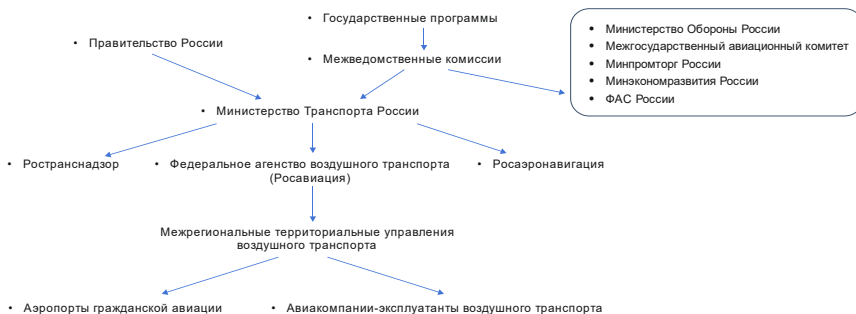 • Государственные программы
• Правительство России
• Межведомственные комиссии
• Министерство Обороны России
• Межгосударственный авиационный комитет
• Минпромторг России
• Минэкономразвития России
• ФАС России
• Министерство Транспорта России
• Ространснадзор
• Федеральное агенство воздушного транспорта
(Росавиация)
• Росаэронавигация
Межрегиональные территориальные управления
воздушного транспорта
• Аэропорты гражданской авиации
• Авиакомпании-эксплуатанты воздушного транспорта